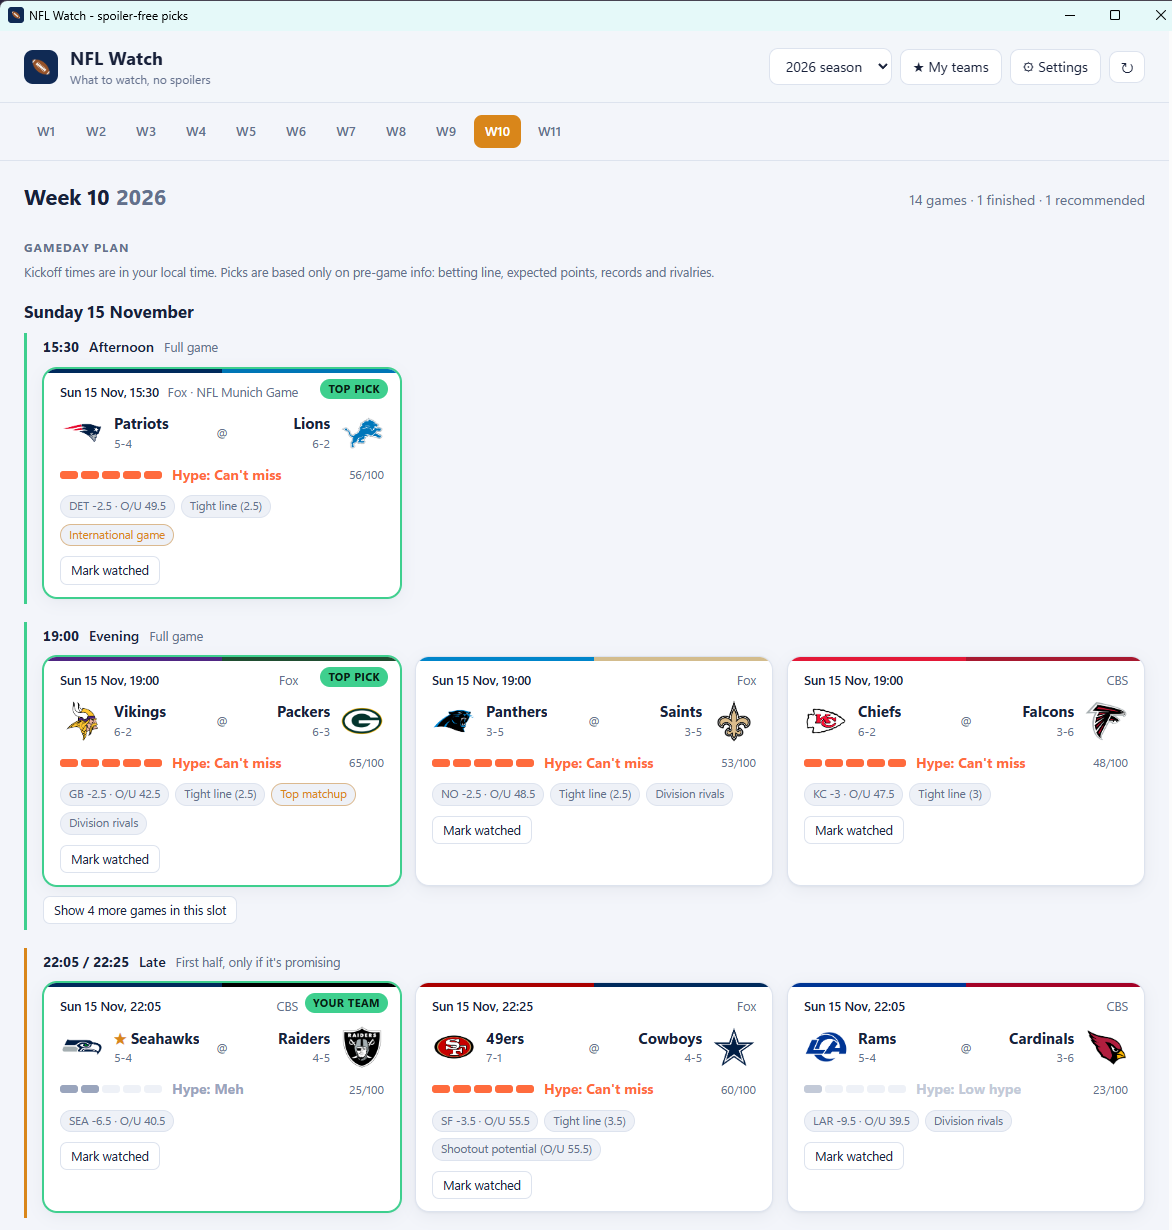 NFL Watch - spoiler-free picks
NFL Watch
What to watch, no spoilers
2026 season
★ My teams
⚙ Settings
↻
W1 W2 W3 W4 W5 W6 W7 W8 W9 W10 W11
Week 10 2026
14 games · 1 finished · 1 recommended
GAMEDAY PLAN
Kickoff times are in your local time. Picks are based only on pre-game info: betting line, expected points, records and rivalries.
Sunday 15 November
15:30 Afternoon Full game
Sun 15 Nov, 15:30 Fox · NFL Munich Game TOP PICK
Patriots @ Lions
5-4 6-2
Hype: Can't miss 56/100
DET -2.5 · O/U 49.5 Tight line (2.5)
International game
Mark watched
19:00 Evening Full game
Sun 15 Nov, 19:00 Fox TOP PICK
Vikings @ Packers
6-2 6-3
Hype: Can't miss 65/100
GB -2.5 · O/U 42.5 Tight line (2.5) Top matchup
Division rivals
Mark watched
Sun 15 Nov, 19:00 Fox
Panthers @ Saints
3-5 3-5
Hype: Can't miss 53/100
NO -2.5 · O/U 48.5 Tight line (2.5) Division rivals
Mark watched
Sun 15 Nov, 19:00 CBS
Chiefs @ Falcons
6-2 3-6
Hype: Can't miss 48/100
KC -3 · O/U 47.5 Tight line (3)
Mark watched
Show 4 more games in this slot
22:05 / 22:25 Late First half, only if it's promising
Sun 15 Nov, 22:05 CBS YOUR TEAM
★ Seahawks @ Raiders
5-4 4-5
RAIDERS
Hype: Meh 25/100
SEA -6.5 · O/U 40.5
Mark watched
Sun 15 Nov, 22:25 Fox
SF
49ers @ Cowboys
7-1 4-5
Hype: Can't miss 60/100
SF -3.5 · O/U 55.5 Tight line (3.5)
Shootout potential (O/U 55.5)
Mark watched
Sun 15 Nov, 22:05 CBS
Rams @ Cardinals
5-4 3-6
Hype: Low hype 23/100
LAR -9.5 · O/U 39.5 Division rivals
Mark watched